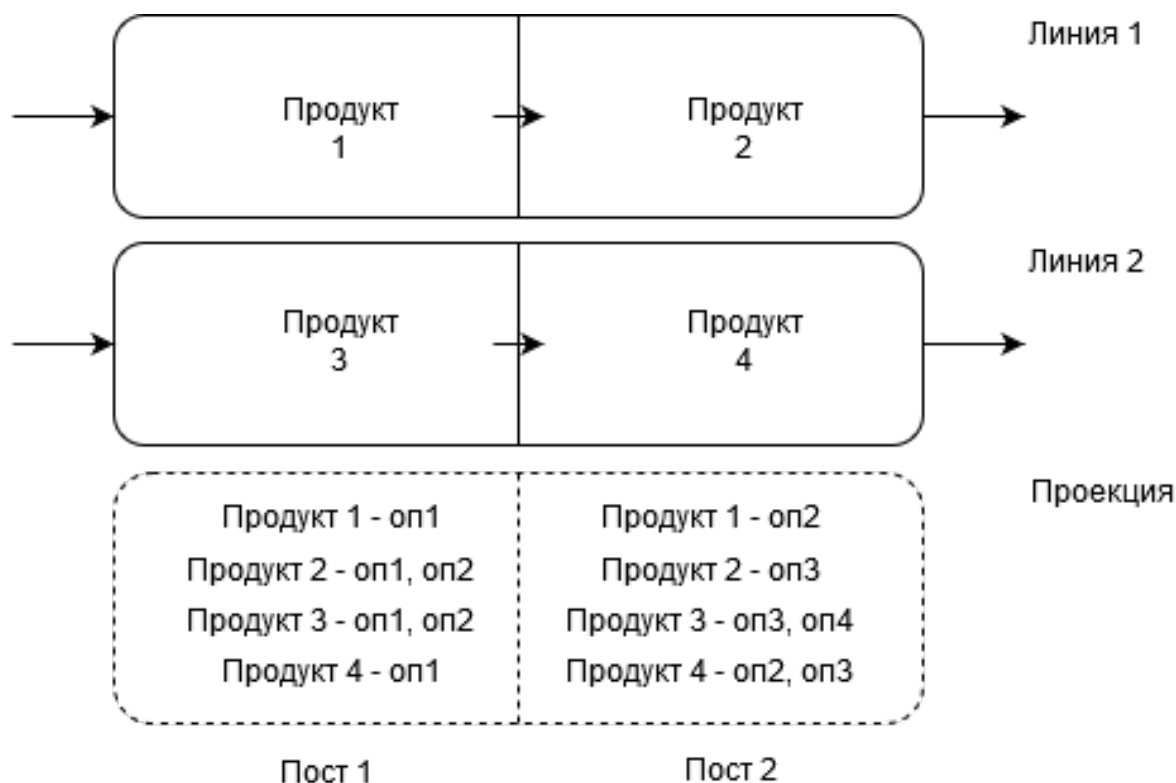 Линия 1
Продукт
1
Продукт
2
Линия 2
Продукт
3
Продукт
4
Проекция
Продукт 1 - оп1
Продукт 2 - оп1, оп2
Продукт 3 - оп1, оп2
Продукт 4 - оп1
Продукт 1 - оп2
Продукт 2 - оп3
Продукт 3 - оп3, оп4
Продукт 4 - оп2, оп3
Пост 1
Пост 2